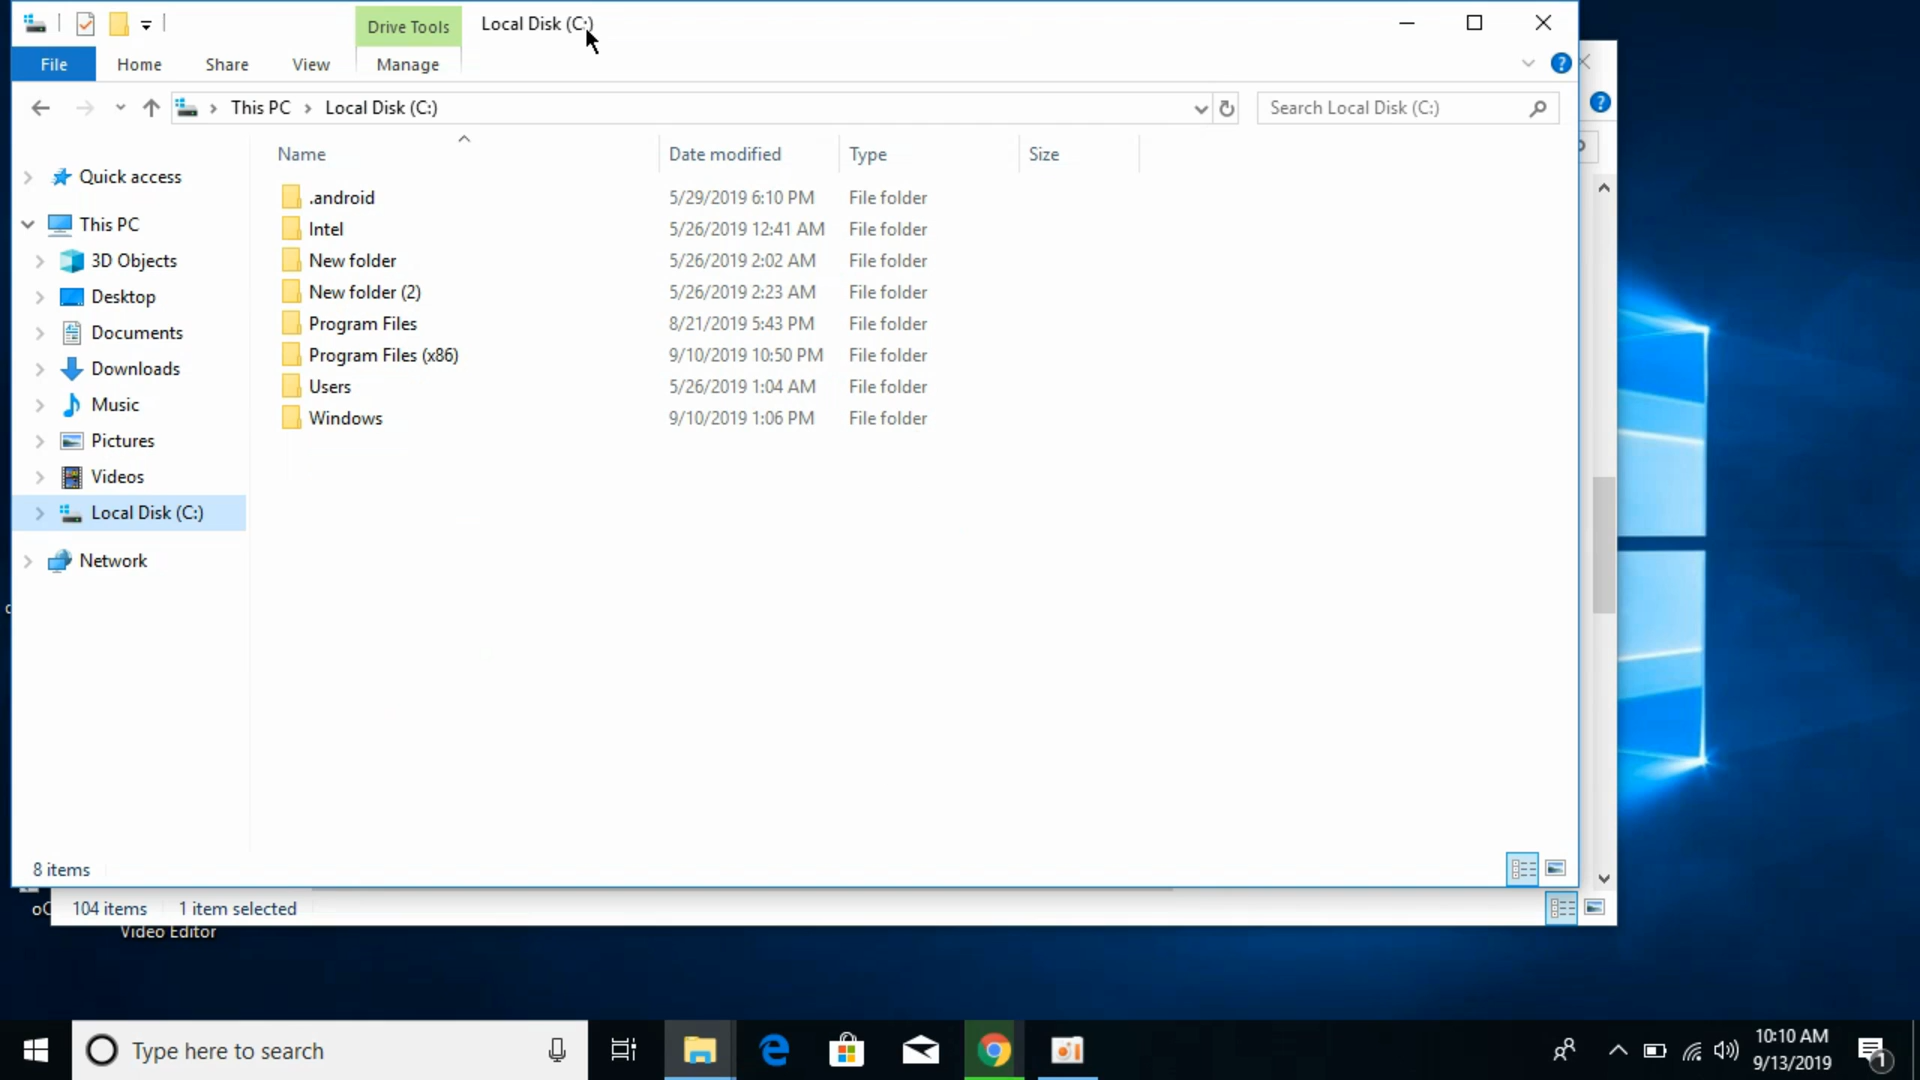 Drive Tools
Local Disk (C:)
File
Home
Share
View
Manage
This PC
Local Disk (C:)
Search Local Disk (C:)
Name
Date modified
Type
Size
Quick access
This PC
3D Objects
Desktop
Documents
Downloads
Music
Pictures
Videos
Local Disk (C:)
Network
.android 5/29/2019 6:10 PM File folder
Intel 5/26/2019 12:41 AM File folder
New folder 5/26/2019 2:02 AM File folder
New folder (2) 5/26/2019 2:23 AM File folder
Program Files 8/21/2019 5:43 PM File folder
Program Files (x86) 9/10/2019 10:50 PM File folder
Users 5/26/2019 1:04 AM File folder
Windows 9/10/2019 1:06 PM File folder
8 items
104 items 1 item selected
Video Editor
Type here to search
10:10 AM
9/13/2019
1